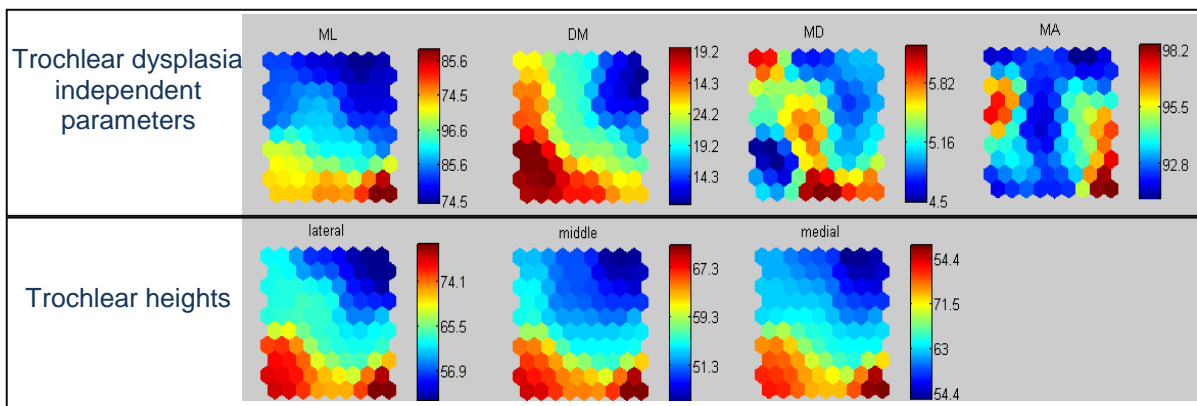 Trochlear dysplasia
independent
parameters
ML
85.6
74.5
96.6
85.6
74.5
DM
19.2
14.3
19.2
14.3
MD
5.82
5.16
4.5
MA
98.2
95.5
92.8
Trochlear heights
lateral
74.1
65.5
56.9
middle
67.3
59.3
51.3
medial
54.4
71.5
63
54.4